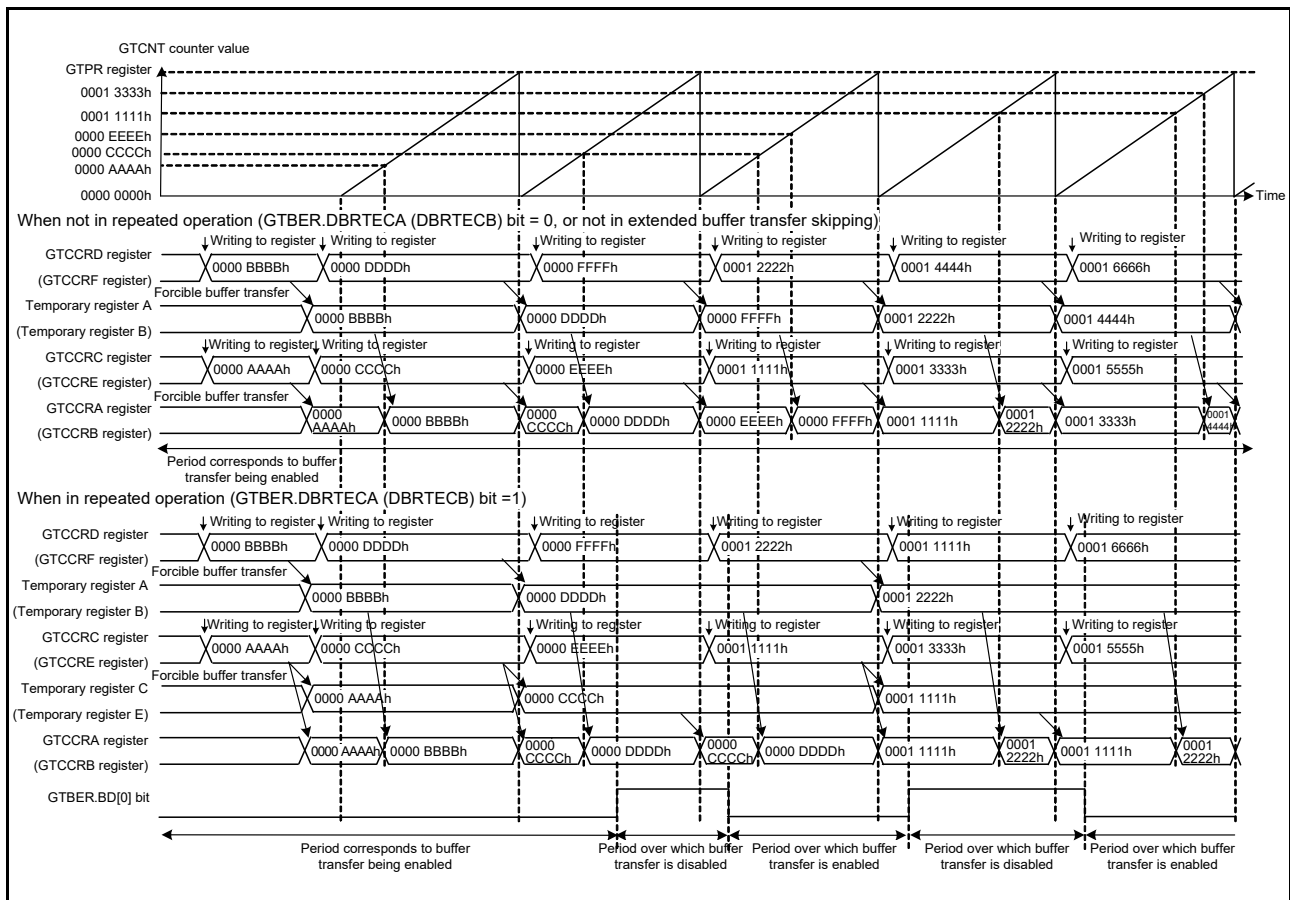 GTCNT counter value
GTPR register
0001 3333h
0001 1111h
0000 EEEEh
0000 CCCCh
0000 AAAAh
0000 0000h
Time
When not in repeated operation (GTBER.DBRTECA (DBRTECB) bit = 0, or not in extended buffer transfer skipping)
Writing to register Writing to register Writing to register Writing to register Writing to register Writing to register
GTCCRD register
(GTCCRF register)
0000 BBBBh 0000 DDDDh 0000 FFFFh 0001 2222h 0001 4444h 0001 6666h
Forcible buffer transfer
Temporary register A
(Temporary register B)
0000 BBBBh 0000 DDDDh 0000 FFFFh 0001 2222h 0001 4444h
Writing to register Writing to register Writing to register Writing to register Writing to register Writing to register
GTCCRC register
(GTCCRE register)
0000 AAAAh 0000 CCCCh 0000 EEEEh 0001 1111h 0001 3333h 0001 5555h
Forcible buffer transfer
GTCCRA register
(GTCCRB register)
0000 AAAAh 0000 BBBBh 0000 CCCCh 0000 DDDDh 0000 EEEEh 0000 FFFFh 0001 1111h 0001 2222h 0001 3333h 0001 4444h
Period corresponds to buffer
transfer being enabled
When in repeated operation (GTBER.DBRTECA (DBRTECB) bit =1)
Writing to register Writing to register Writing to register Writing to register Writing to register Writing to register
GTCCRD register
(GTCCRF register)
0000 BBBBh 0000 DDDDh 0000 FFFFh 0001 2222h 0001 1111h 0001 6666h
Forcible buffer transfer
Temporary register A
(Temporary register B)
0000 BBBBh 0000 DDDDh 0001 2222h
Writing to register Writing to register Writing to register Writing to register Writing to register Writing to register
GTCCRC register
(GTCCRE register)
0000 AAAAh 0000 CCCCh 0000 EEEEh 0001 1111h 0001 3333h 0001 5555h
Forcible buffer transfer
Temporary register C
(Temporary register E)
0000 AAAAh 0000 CCCCh 0001 1111h
GTCCRA register
(GTCCRB register)
0000 AAAAh 0000 BBBBh 0000 CCCCh 0000 DDDDh 0000 CCCCh 0000 DDDDh 0001 1111h 0001 2222h 0001 1111h 0001 2222h
GTBER.BD[0] bit
Period corresponds to buffer
transfer being enabled
Period over which buffer
transfer is disabled
Period over which buffer
transfer is enabled
Period over which buffer
transfer is disabled
Period over which buffer
transfer is enabled